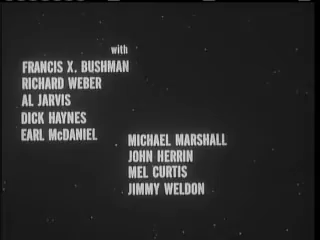 with
FRANCIS X. BUSHMAN
RICHARD WEBER
AL JARVIS
DICK HAYNES
EARL McDANIEL
MICHAEL MARSHALL
JOHN HERRIN
MEL CURTIS
JIMMY WELDON